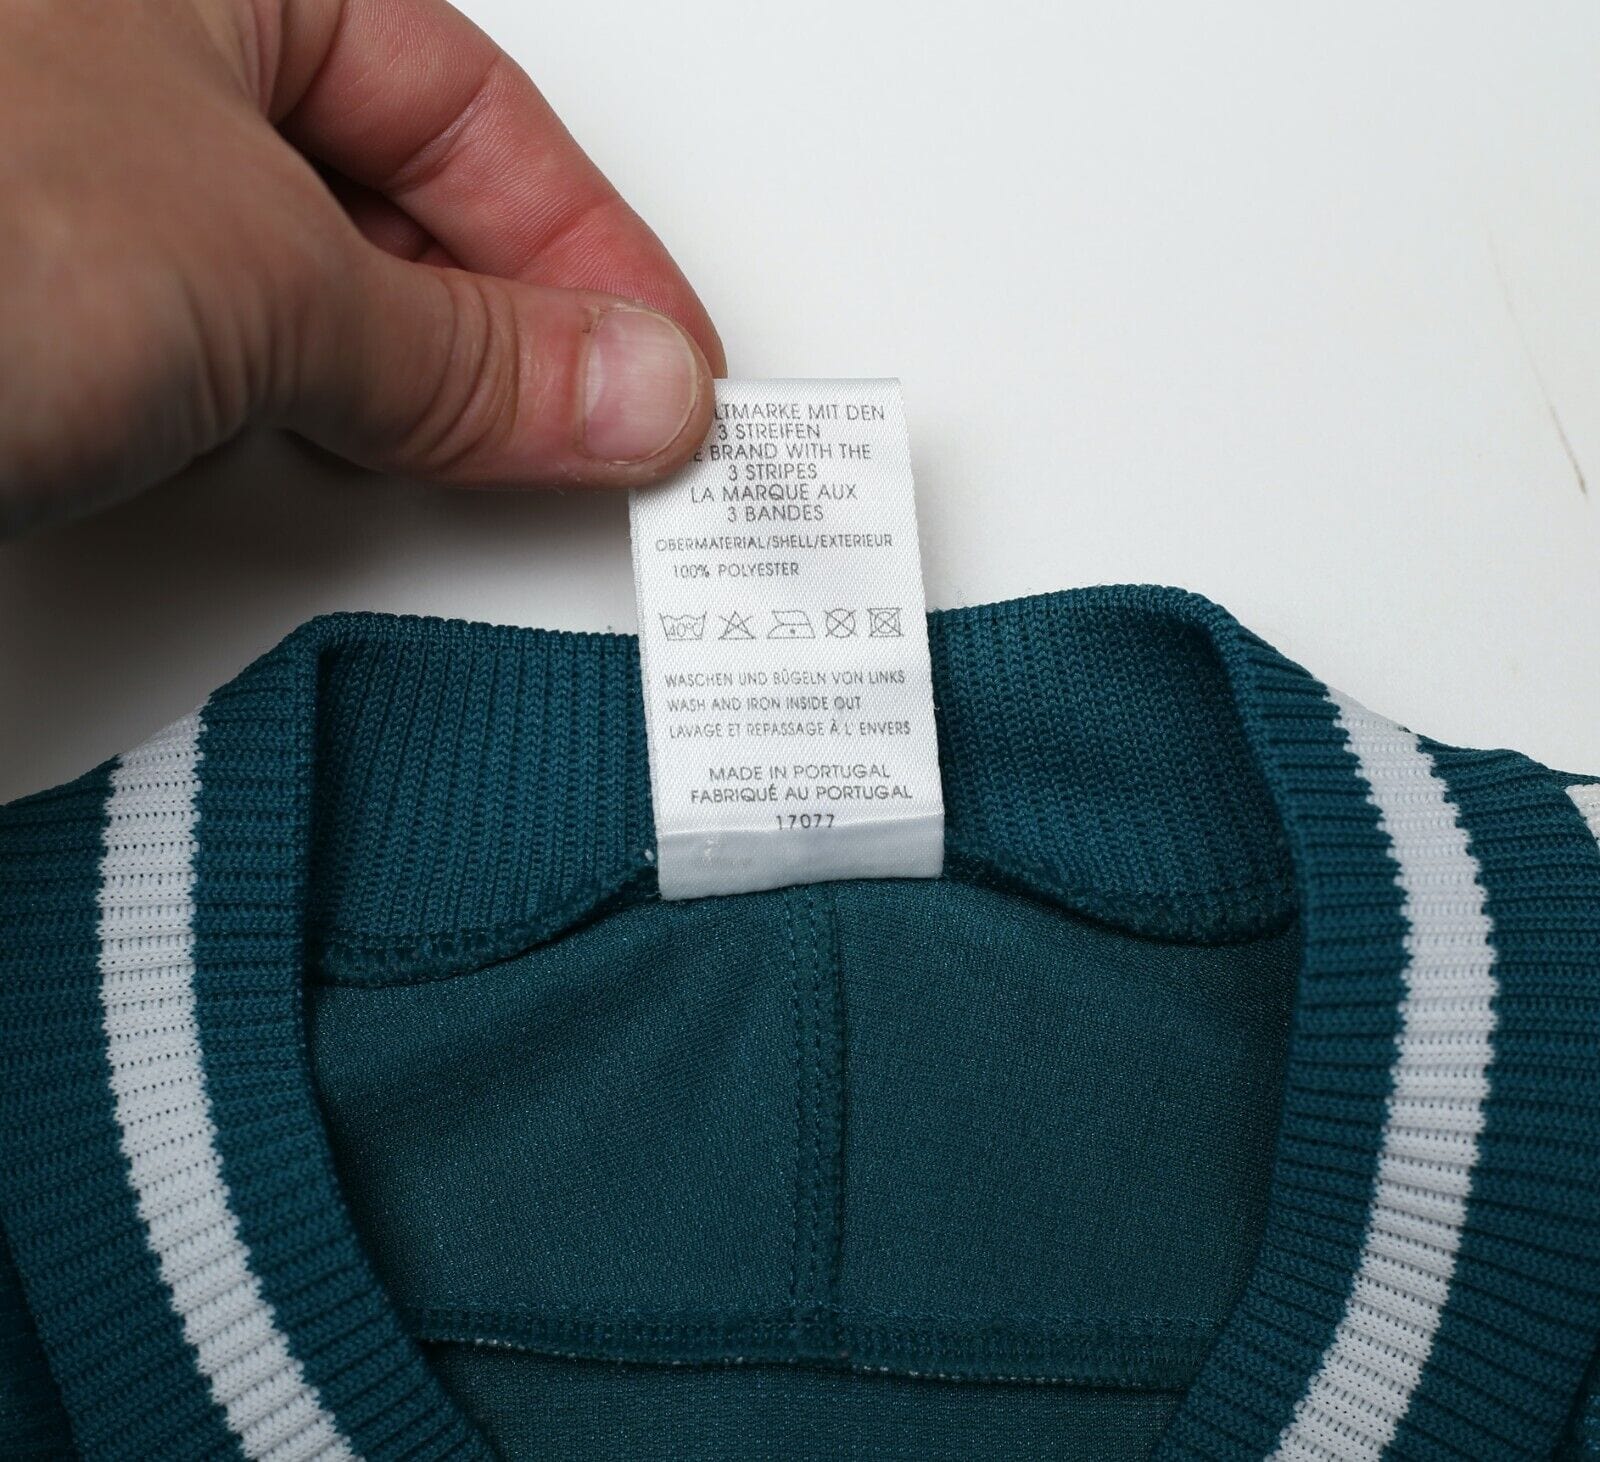 LTMARKE MIT DEN
3 STREIFEN
E BRAND WITH THE
3 STRIPES
LA MARQUE AUX
3 BANDES
OBERMATERIAL/SHELL/EXTERIEUR
100% POLYESTER
40°
WASCHEN UND BÜGELN VON LINKS
WASH AND IRON INSIDE OUT
LAVAGE ET REPASSAGE À L' ENVERS
MADE IN PORTUGAL
FABRIQUÉ AU PORTUGAL
17077